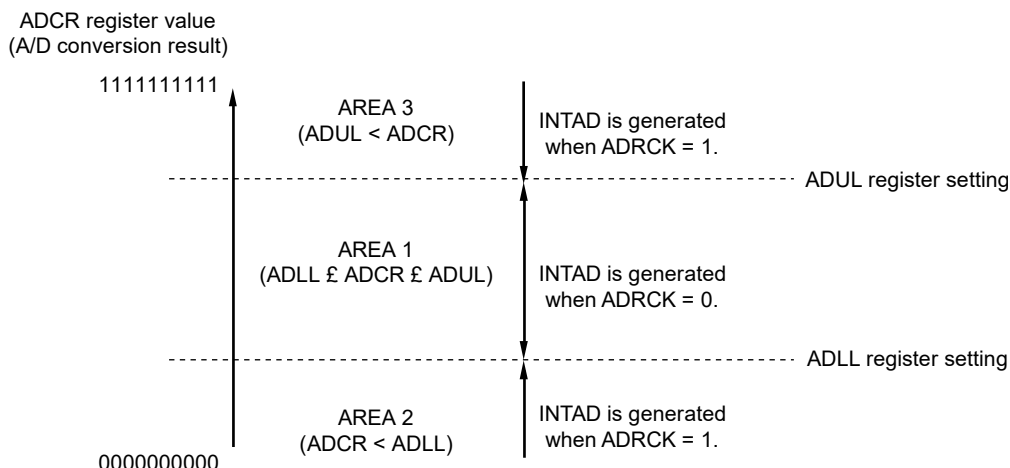 ADCR register value
(A/D conversion result)
1111111111
AREA 3
(ADUL < ADCR)
INTAD is generated
when ADRCK = 1.
ADUL register setting
AREA 1
(ADLL £ ADCR £ ADUL)
INTAD is generated
when ADRCK = 0.
ADLL register setting
AREA 2
(ADCR < ADLL)
INTAD is generated
when ADRCK = 1.
0000000000